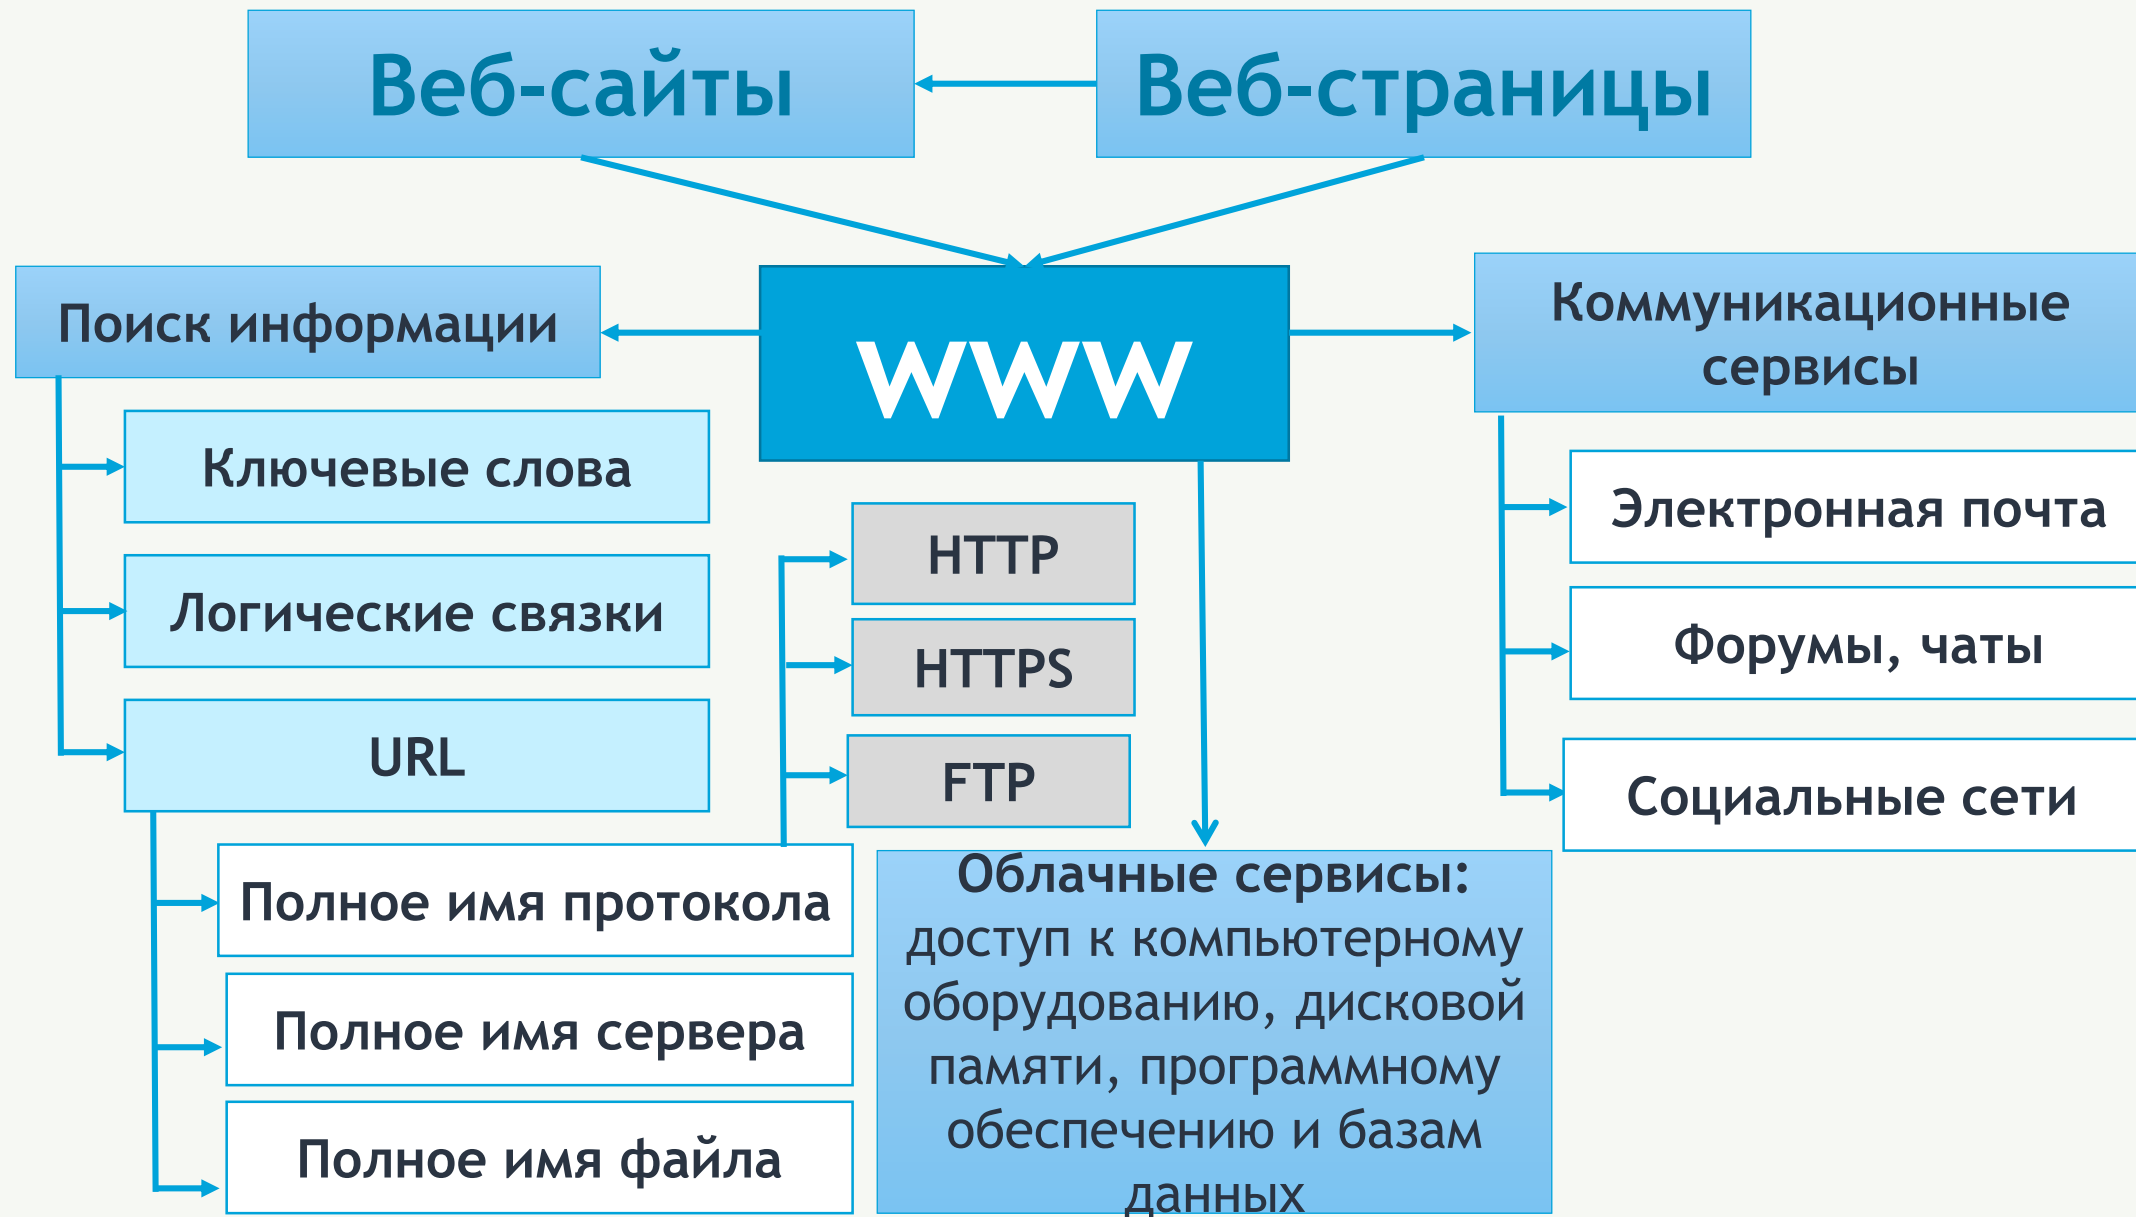 Веб-сайты
Веб-страницы
Поиск информации
WWW
Коммуникационные
сервисы
Ключевые слова
Логические связки
URL
HTTP
HTTPS
FTP
Электронная почта
Форумы, чаты
Социальные сети
Полное имя протокола
Полное имя сервера
Полное имя файла
Облачные сервисы:
доступ к компьютерному
оборудованию, дисковой
памяти, программному
обеспечению и базам
данных